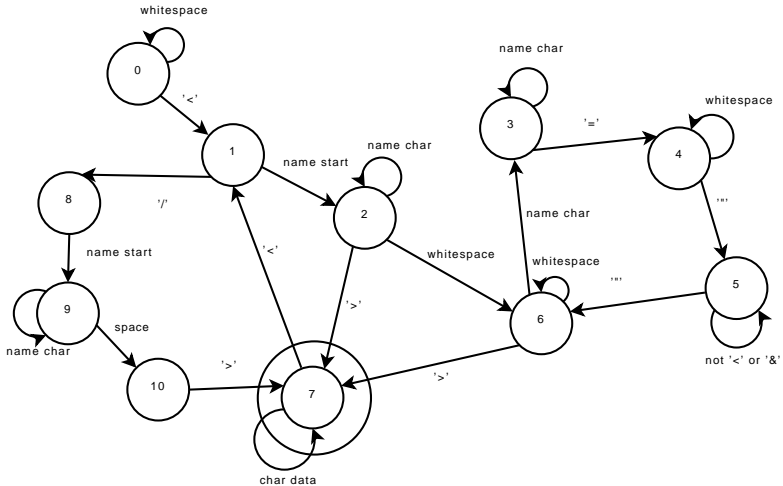 whitespace
0
'<'
name char
3
'='
whitespace
4
1
name start
name char
2
'"'
8
'/'
name start
name char
whitespace
whitespace
'<'
'>'
'"'
5
9
space
name char
6
not '<' or '&'
10
'>'
7
'>'
char data